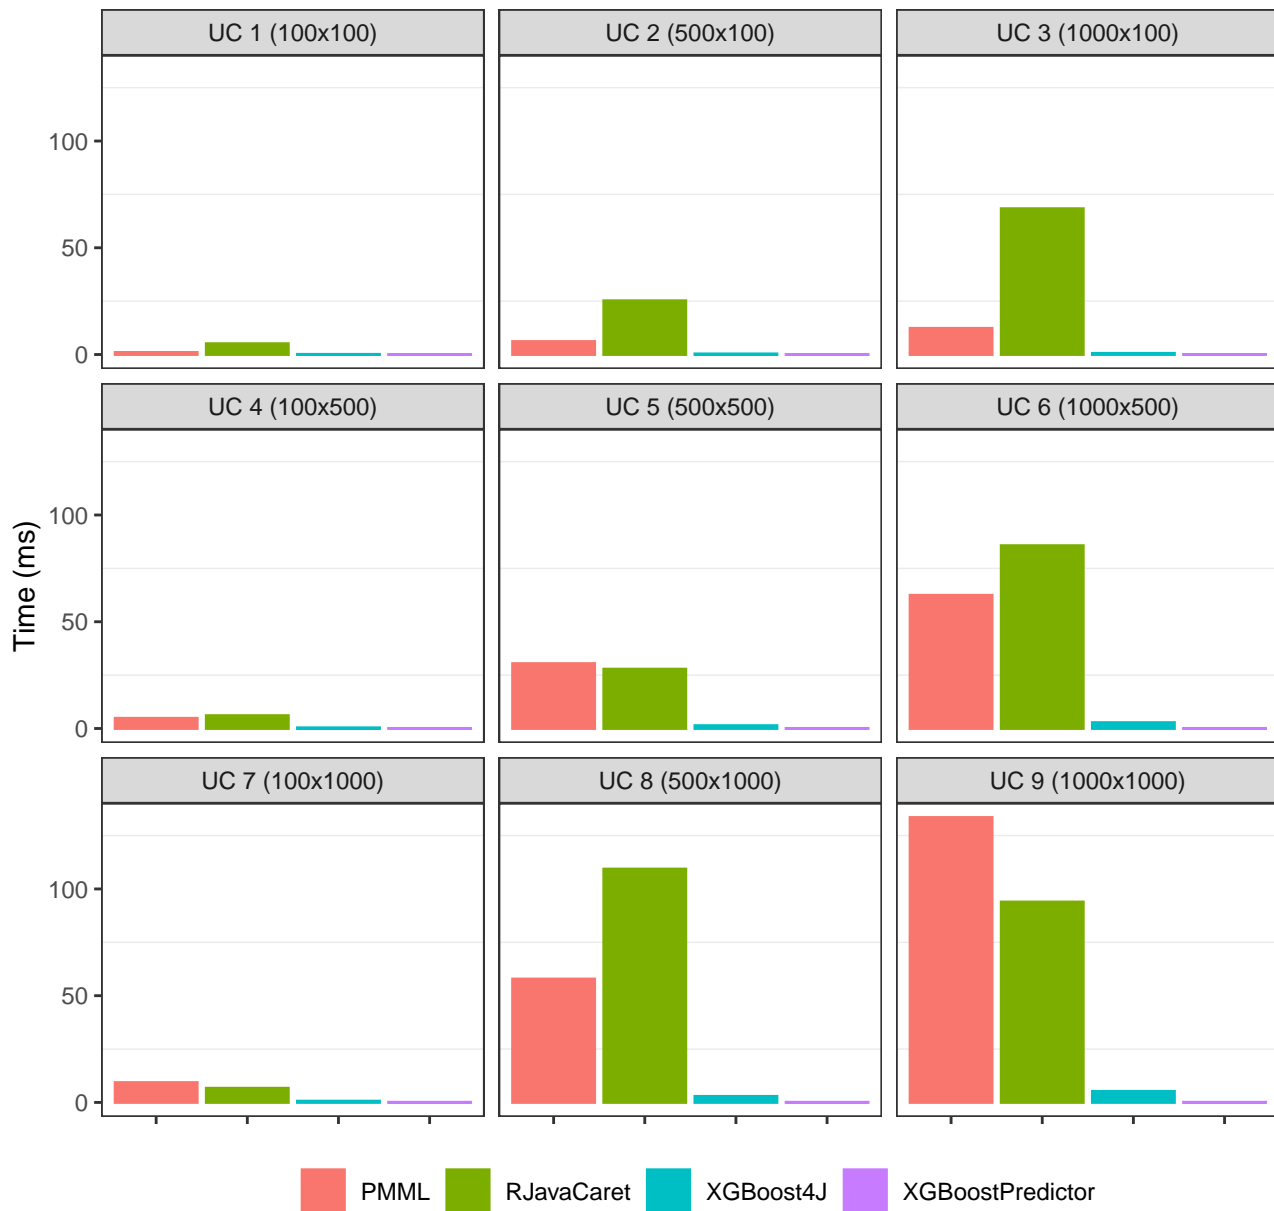 UC 1 (100x100)
UC 2 (500x100)
UC 3 (1000x100)
100
50
0
UC 4 (100x500)
UC 5 (500x500)
UC 6 (1000x500)
100
50
0
Time (ms)
UC 7 (100x1000)
UC 8 (500x1000)
UC 9 (1000x1000)
100
50
0
PMML
RJavaCaret
XGBoost4J
XGBoostPredictor